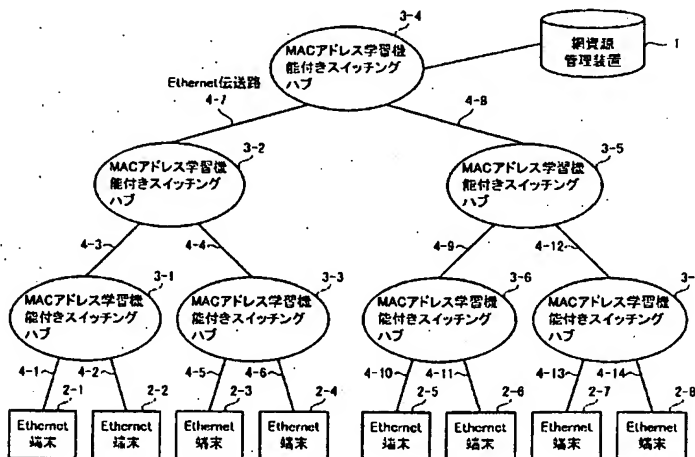 3-4
MACアドレス学習機
能付きスイッチング
ハブ
網資源
管理装置
1
Ethernet伝送路
4-7
4-8
3-2
MACアドレス学習機
能付きスイッチング
ハブ
3-5
MACアドレス学習機
能付きスイッチング
ハブ
4-3
4-4
4-9
4-12
3-1
MACアドレス学習機
能付きスイッチング
ハブ
3-3
MACアドレス学習機
能付きスイッチング
ハブ
3-6
MACアドレス学習機
能付きスイッチング
ハブ
MACアドレス学習機
能付きスイッチング
ハブ
4-1
4-2
4-5
4-6
4-10
4-11
4-13
4-14
2-1
2-2
2-3
2-4
2-5
2-6
2-7
2-8
Ethernet
端末
Ethernet
端末
Ethernet
端末
Ethernet
端末
Ethernet
端末
Ethernet
端末
Ethernet
端末
Ethernet
端末